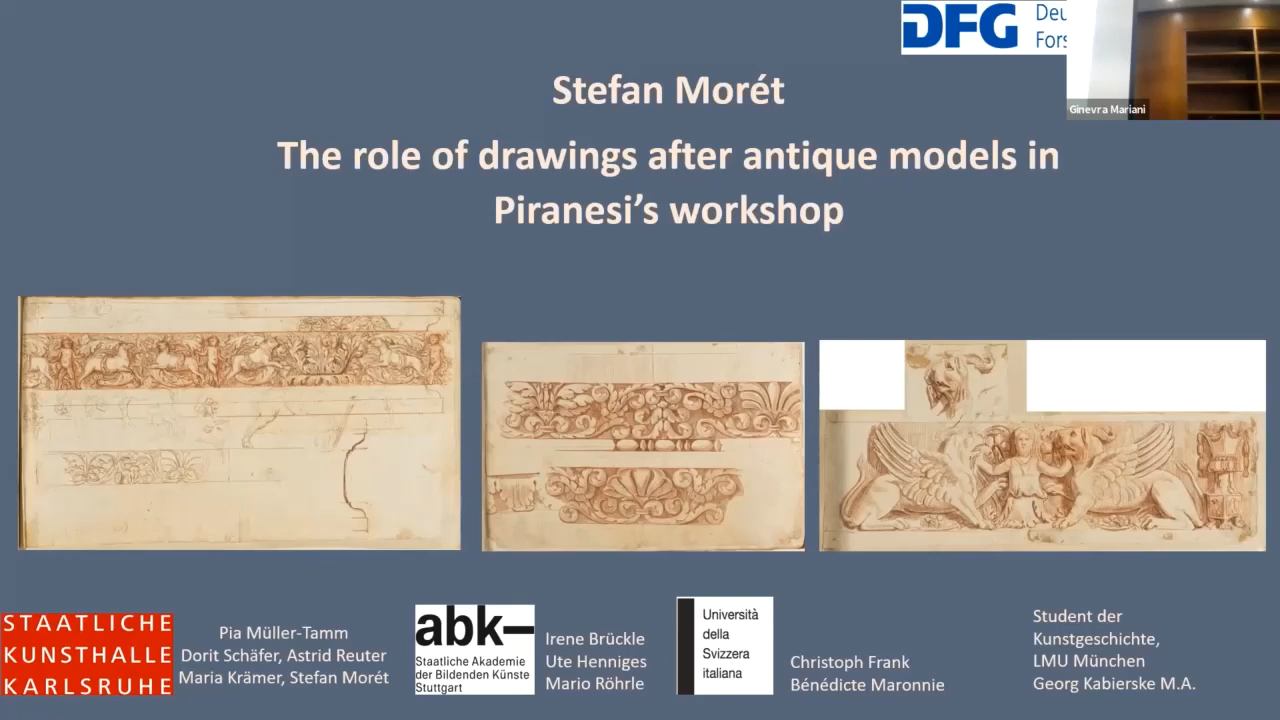 DFG
Deu
Fors
Ginevra Mariani
Stefan Morét
The role of drawings after antique models in
Piranesi's workshop
STAATLICHE
KUNSTHALLE
KARLSRUHE
Pia Müller-Tamm
Dorit Schäfer, Astrid Reuter
Maria Krämer, Stefan Morét
abk—
Staatliche Akademie
der Bildenden Künste
Stuttgart
Irene Brückle
Ute Henniges
Mario Röhrle
Università
della
Svizzera
italiana
Christoph Frank
Bénédicte Maronnie
Student der
Kunstgeschichte,
LMU München
Georg Kabierske M.A.